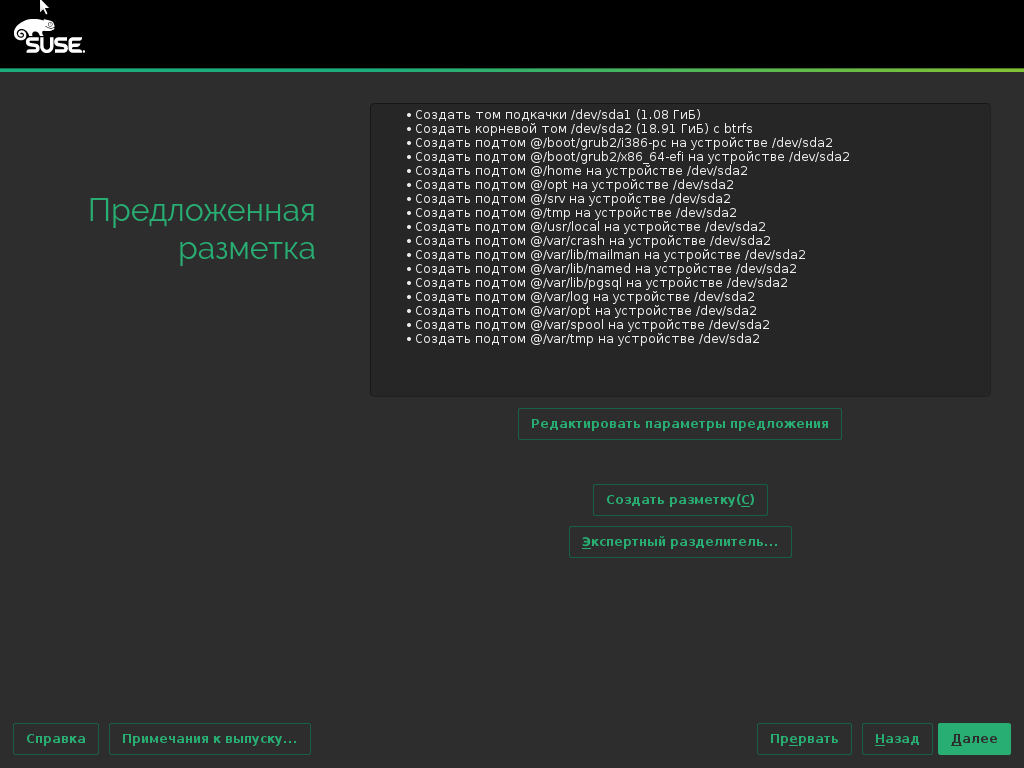 SUSE.
Предложенная
разметка
• Создать том подкачки /dev/sda1 (1.08 ГиБ)
• Создать корневой том /dev/sda2 (18.91 ГиБ) с btrfs
• Создать подтом @/boot/grub2/i386-pc на устройстве /dev/sda2
• Создать подтом @/boot/grub2/x86_64-efi на устройстве /dev/sda2
• Создать подтом @/home на устройстве /dev/sda2
• Создать подтом @/opt на устройстве /dev/sda2
• Создать подтом @/srv на устройстве /dev/sda2
• Создать подтом @/tmp на устройстве /dev/sda2
• Создать подтом @/usr/local на устройстве /dev/sda2
• Создать подтом @/var/crash на устройстве /dev/sda2
• Создать подтом @/var/lib/mailman на устройстве /dev/sda2
• Создать подтом @/var/lib/named на устройстве /dev/sda2
• Создать подтом @/var/lib/pgsql на устройстве /dev/sda2
• Создать подтом @/var/log на устройстве /dev/sda2
• Создать подтом @/var/opt на устройстве /dev/sda2
• Создать подтом @/var/spool на устройстве /dev/sda2
• Создать подтом @/var/tmp на устройстве /dev/sda2
Редактировать параметры предложения
Создать разметку(С)
Экспертный разделитель...
Справка
Примечания к выпуску...
Прервать
Назад
Далее